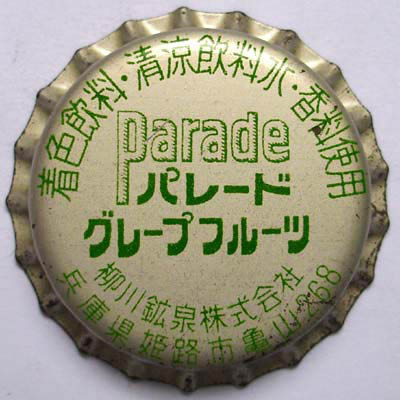 着色飲料・清涼飲料水・香料使用
parade
パレード
グレープフルーツ
柳川鉱泉株式会社
兵庫県姫路市亀山268